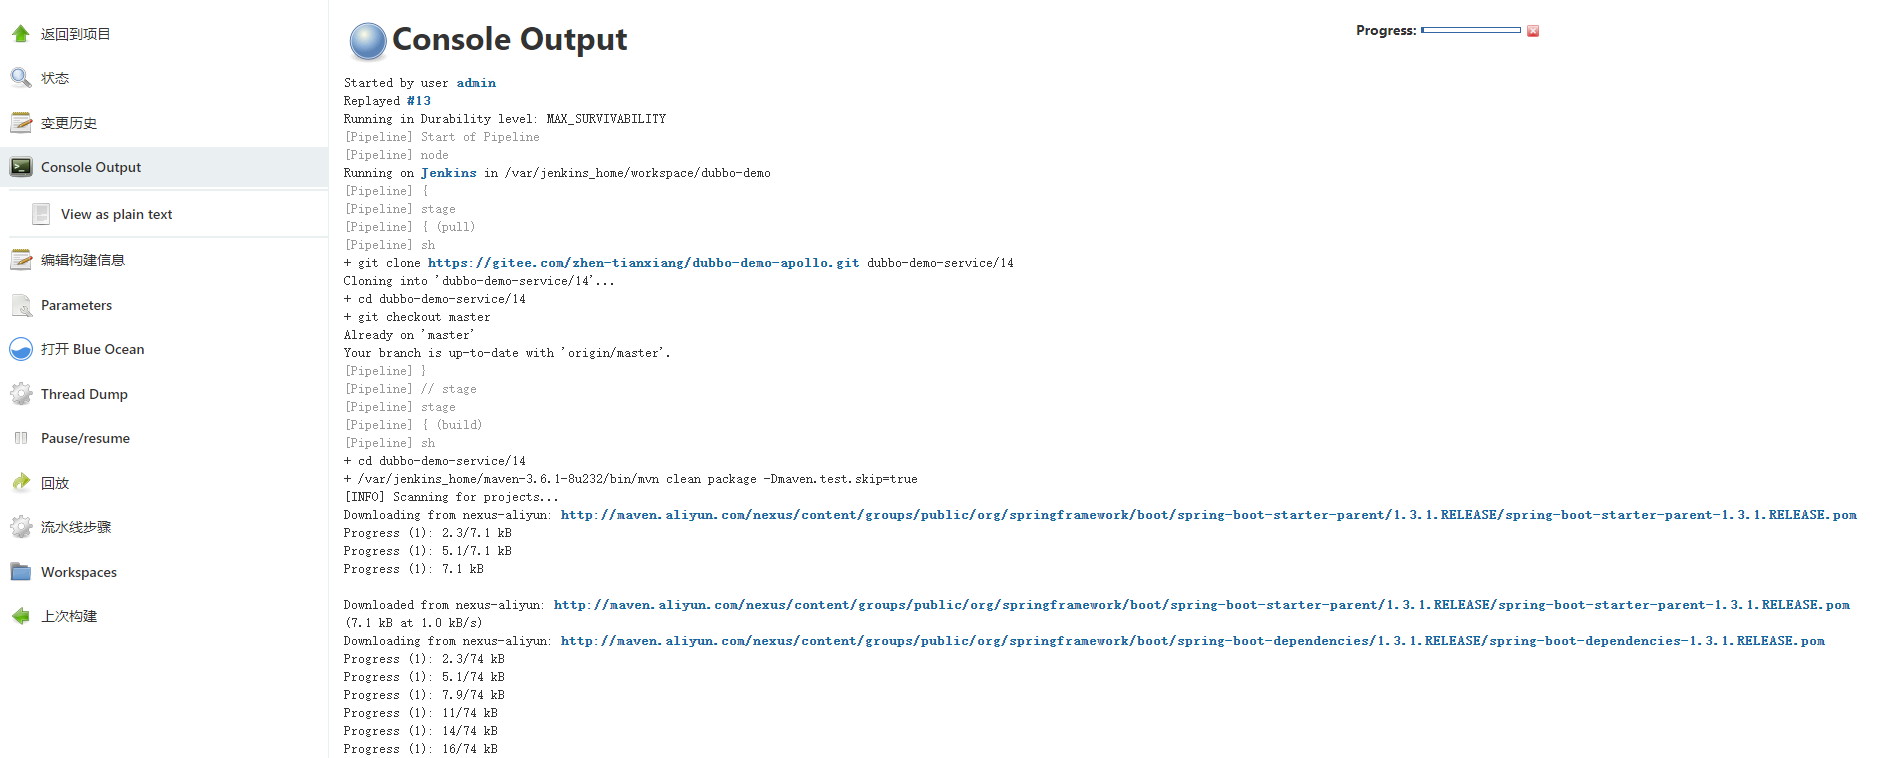 返回到项目
状态
变更历史
Console Output
View as plain text
编辑构建信息
Parameters
打开 Blue Ocean
Thread Dump
Pause/resume
回放
流水线步骤
Workspaces
上次构建
Console Output
Progress:
Started by user admin
Replayed #13
Running in Durability level: MAX_SURVIVABILITY
[Pipeline] Start of Pipeline
[Pipeline] node
Running on Jenkins in /var/jenkins_home/workspace/dubbo-demo
[Pipeline] {
[Pipeline] stage
[Pipeline] { (pull)
[Pipeline] sh
+ git clone https://gitee.com/zhen-tianxiang/dubbo-demo-apollo.git dubbo-demo-service/14
Cloning into 'dubbo-demo-service/14'...
+ cd dubbo-demo-service/14
+ git checkout master
Already on 'master'
Your branch is up-to-date with 'origin/master'.
[Pipeline] }
[Pipeline] // stage
[Pipeline] stage
[Pipeline] { (build)
[Pipeline] sh
+ cd dubbo-demo-service/14
+ /var/jenkins_home/maven-3.6.1-8u232/bin/mvn clean package -Dmaven.test.skip=true
[INFO] Scanning for projects...
Downloading from nexus-aliyun: http://maven.aliyun.com/nexus/content/groups/public/org/springframework/boot/spring-boot-starter-parent/1.3.1.RELEASE/spring-boot-starter-parent-1.3.1.RELEASE.pom
Progress (1): 2.3/7.1 kB
Progress (1): 5.1/7.1 kB
Progress (1): 7.1 kB
Downloaded from nexus-aliyun: http://maven.aliyun.com/nexus/content/groups/public/org/springframework/boot/spring-boot-starter-parent/1.3.1.RELEASE/spring-boot-starter-parent-1.3.1.RELEASE.pom
(7.1 kB at 1.0 kB/s)
Downloading from nexus-aliyun: http://maven.aliyun.com/nexus/content/groups/public/org/springframework/boot/spring-boot-dependencies/1.3.1.RELEASE/spring-boot-dependencies-1.3.1.RELEASE.pom
Progress (1): 2.3/74 kB
Progress (1): 5.1/74 kB
Progress (1): 7.9/74 kB
Progress (1): 11/74 kB
Progress (1): 14/74 kB
Progress (1): 16/74 kB